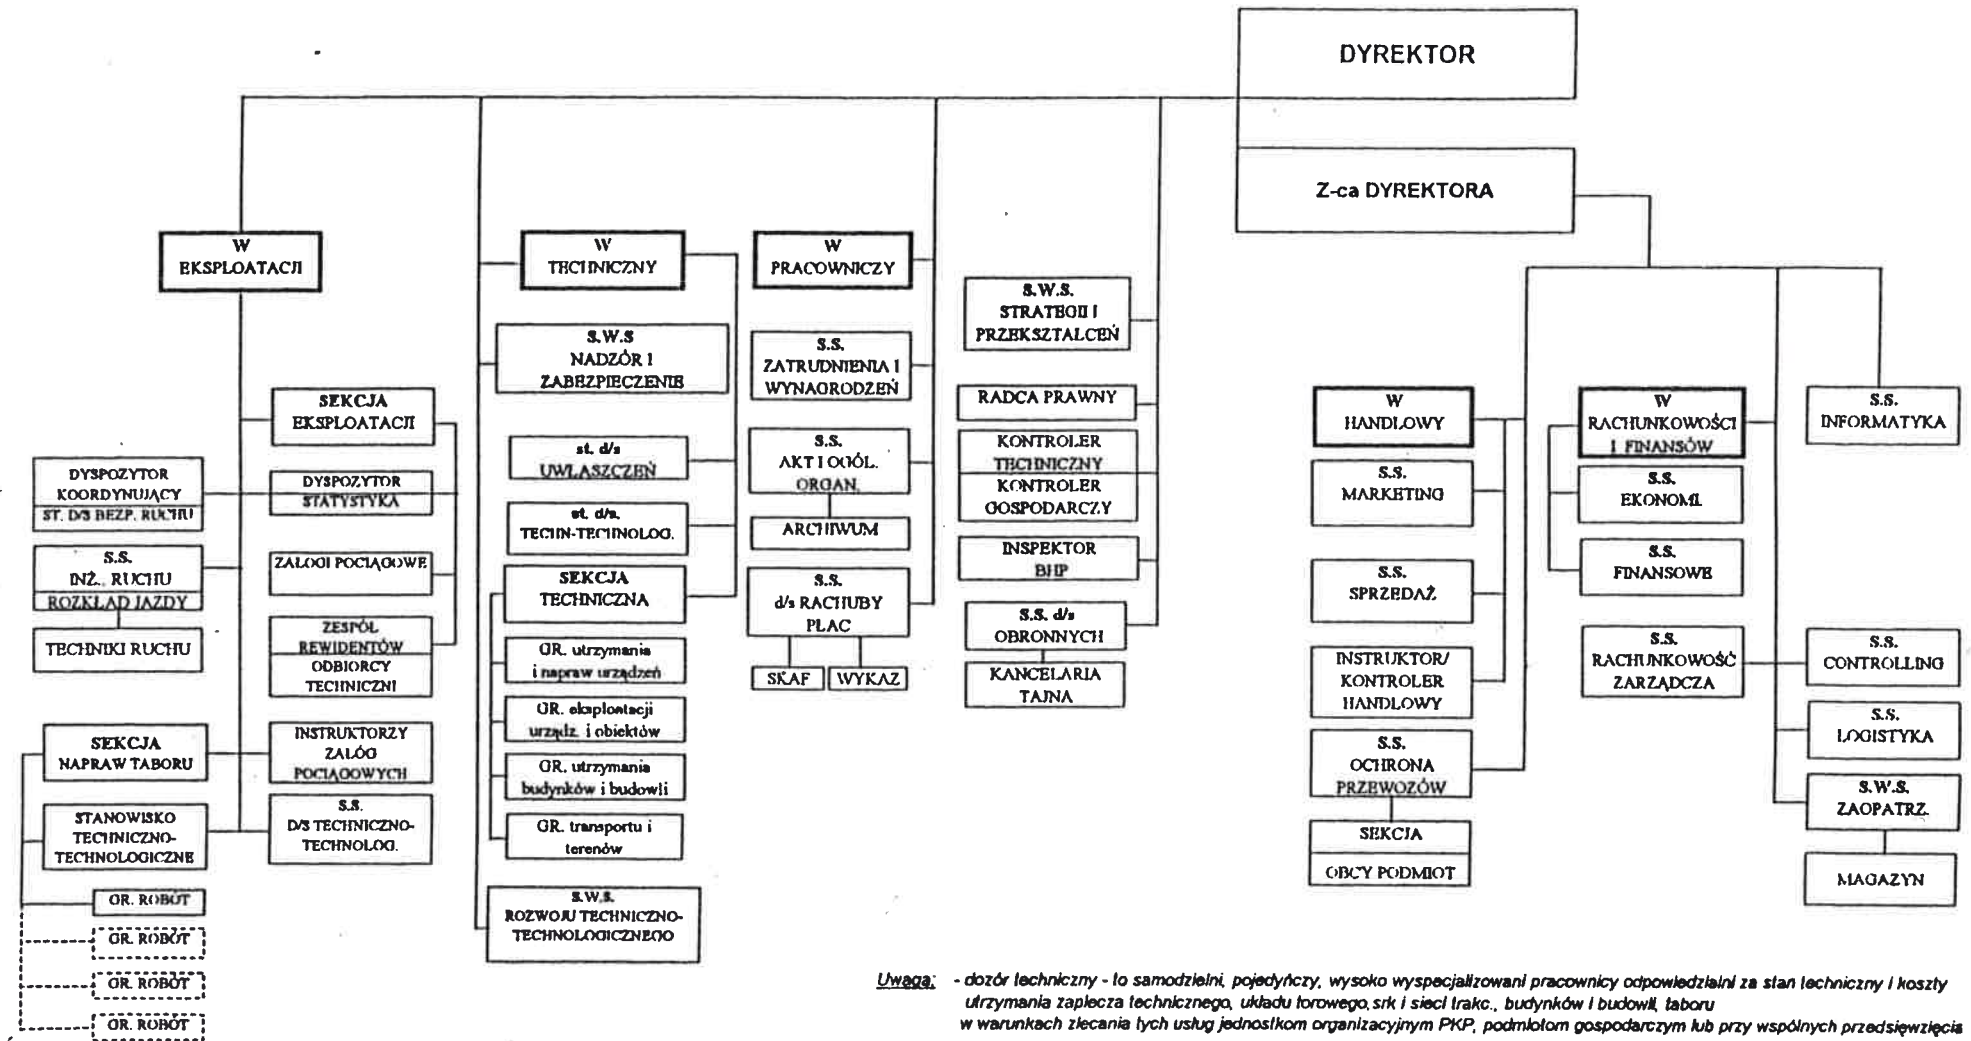 DYREKTOR
Z-ca DYREKTORA
W
EKSPLOATACJI
SEKCJA
EKSPLOATACJI
DYSPOZYTOR
KOORDYNUJĄCY
ST. D/S BEZP. RUCHU
DYSPOZYTOR
STATYSTYKA
S.S.
INŻ. RUCHU
ROZKŁAD JAZDY
TECHNIKI RUCHU
ZAŁOGI POCIĄGOWE
ZESPÓŁ
REWIDENTÓW
ODBIORCY
TECHNICZNI
SEKCJA
NAPRAW TABORU
INSTRUKTORZY
ZAŁÓG
POCIĄGOWYCH
STANOWISKO
TECHNICZNO-
TECHNOLOGICZNE
S.S.
D/S TECHNICZNO-
TECHNOLOG.
GR. ROBÓT
GR. ROBÓT
GR. ROBÓT
GR. ROBÓT
W
TECHNICZNY
S.W.S
NADZÓR I
ZABEZPIECZENIE
st. d/s
UWŁASZCZEŃ
st. d/s.
TECHN-TECHNOLOG.
SEKCJA
TECHNICZNA
GR. utrzymania
i napraw urządzeń
GR. eksploatacji
urządz. i obiektów
GR. utrzymania
budynków i budowli
GR. transportu i
terenów
S.W.S.
ROZWOJU TECHNICZNO-
TECHNOLOGICZNEGO
W
PRACOWNICZY
S.S.
ZATRUDNIENIA I
WYNAGRODZEŃ
S.S.
AKT I OGÓL.
ORGAN.
ARCHIWUM
S.S.
d/s RACHUBY
PŁAC
SKAF
WYKAZ
S.W.S.
STRATEGII I
PRZEKSZTAŁCEŃ
RADCA PRAWNY
KONTROLER
TECHNICZNY
KONTROLER
GOSPODARCZY
INSPEKTOR
BHP
S.S. d/s
OBRONNYCH
KANCELARIA
TAJNA
W
HANDLOWY
S.S.
MARKETING
S.S.
SPRZEDAŻ
INSTRUKTOR/
KONTROLER
HANDLOWY
S.S.
OCHRONA
PRZEWOZÓW
SEKCJA
OBCY PODMIOT
W
RACHUNKOWOŚCI
I FINANSÓW
S.S.
EKONOMI.
S.S.
FINANSOWE
S.S.
RACHUNKOWOŚĆ
ZARZĄDCZA
S.S.
INFORMATYKA
S.S.
CONTROLLING
S.S.
LOGISTYKA
S.W.S.
ZAOPATRZ.
MAGAZYN
Uwaga: - dozór techniczny - to samodzielni, pojedyńczy, wysoko wyspecjalizowani pracownicy odpowiedzialni za stan techniczny i koszty
utrzymania zaplecza technicznego, układu torowego, srk i sieci trakc., budynków i budowli, taboru
w warunkach zlecania tych usług jednostkom organizacyjnym PKP, podmiotom gospodarczym lub przy wspólnych przedsięwzięcia